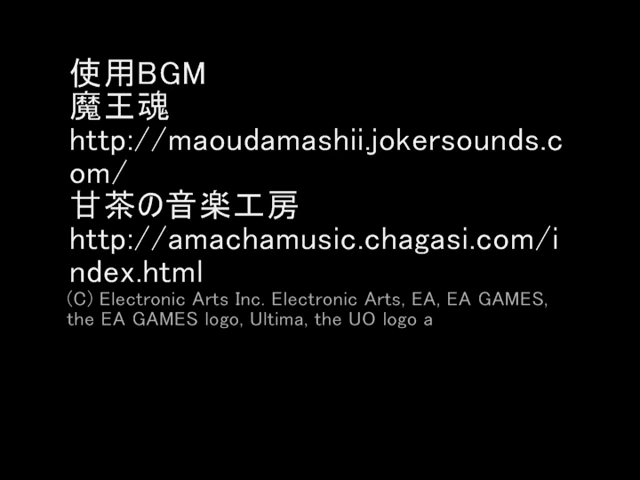 使用BGM
魔王魂
http://maoudamashii.jokersounds.c
om/
甘茶の音楽工房
http://amachamusic.chagasi.com/i
ndex.html
(C) Electronic Arts Inc. Electronic Arts, EA, EA GAMES,
the EA GAMES logo, Ultima, the UO logo a